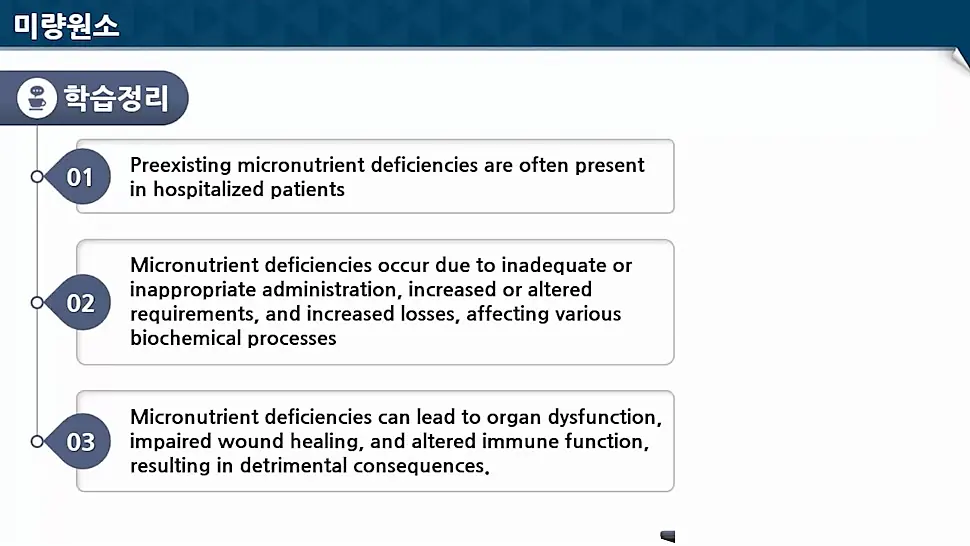 미량원소
학습정리
01
Preexisting micronutrient deficiencies are often present
in hospitalized patients
02
Micronutrient deficiencies occur due to inadequate or
inappropriate administration, increased or altered
requirements, and increased losses, affecting various
biochemical processes
03
Micronutrient deficiencies can lead to organ dysfunction,
impaired wound healing, and altered immune function,
resulting in detrimental consequences.